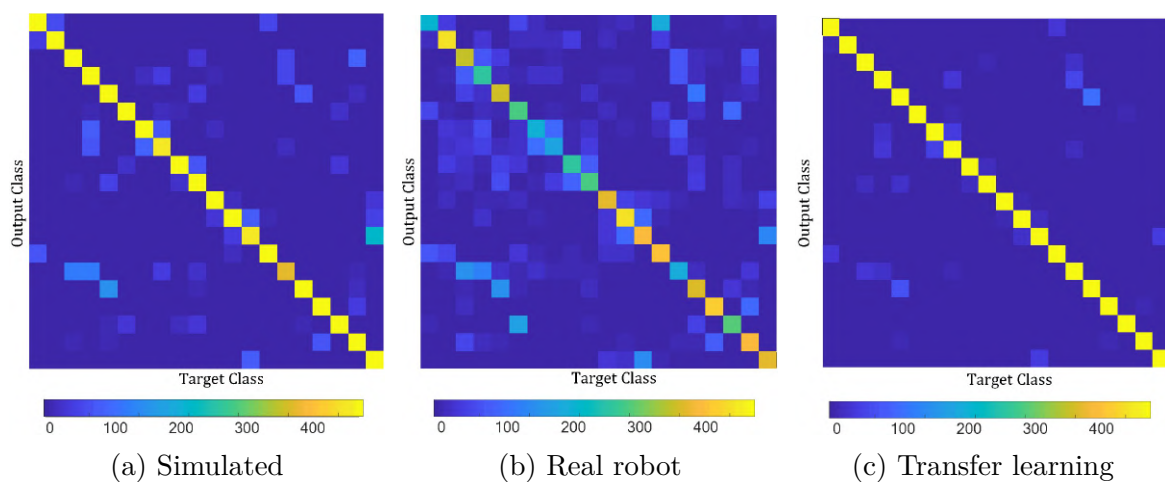 Output Class
Target Class
0 100 200 300 400
(a) Simulated
Output Class
Target Class
0 100 200 300 400
(b) Real robot
Output Class
Target Class
0 100 200 300 400
(c) Transfer learning